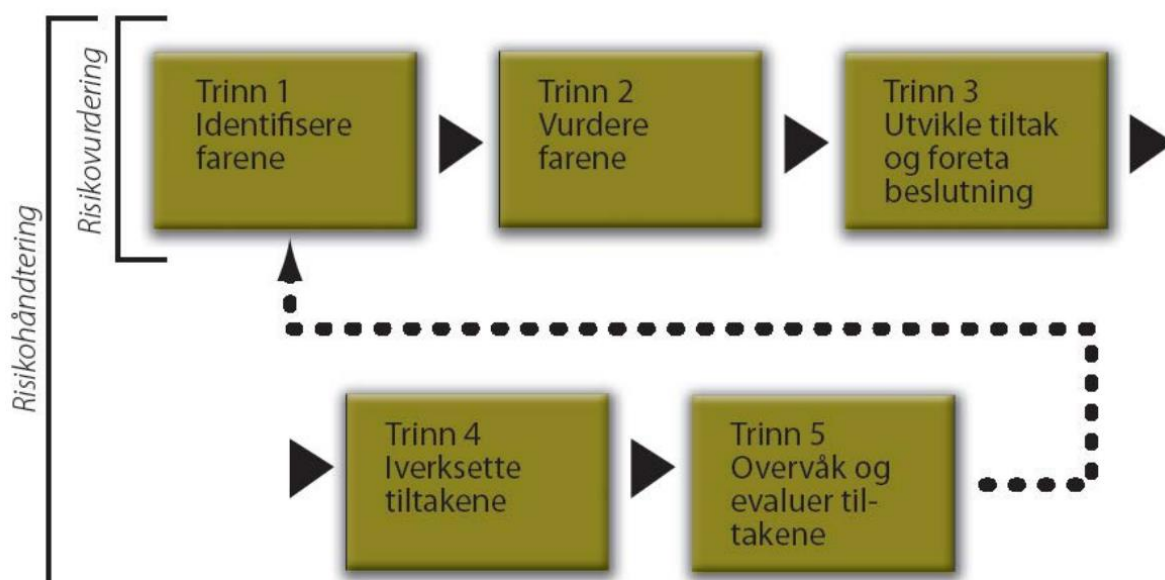 Risikohåndtering
Risikovurdering
Trinn 1
Identifisere
farene
Trinn 2
Vurdere
farene
Trinn 3
Utvikle tiltak
og foreta
beslutning
Trinn 4
Iverksette
tiltakene
Trinn 5
Overvåk og
evaluer til-
takene